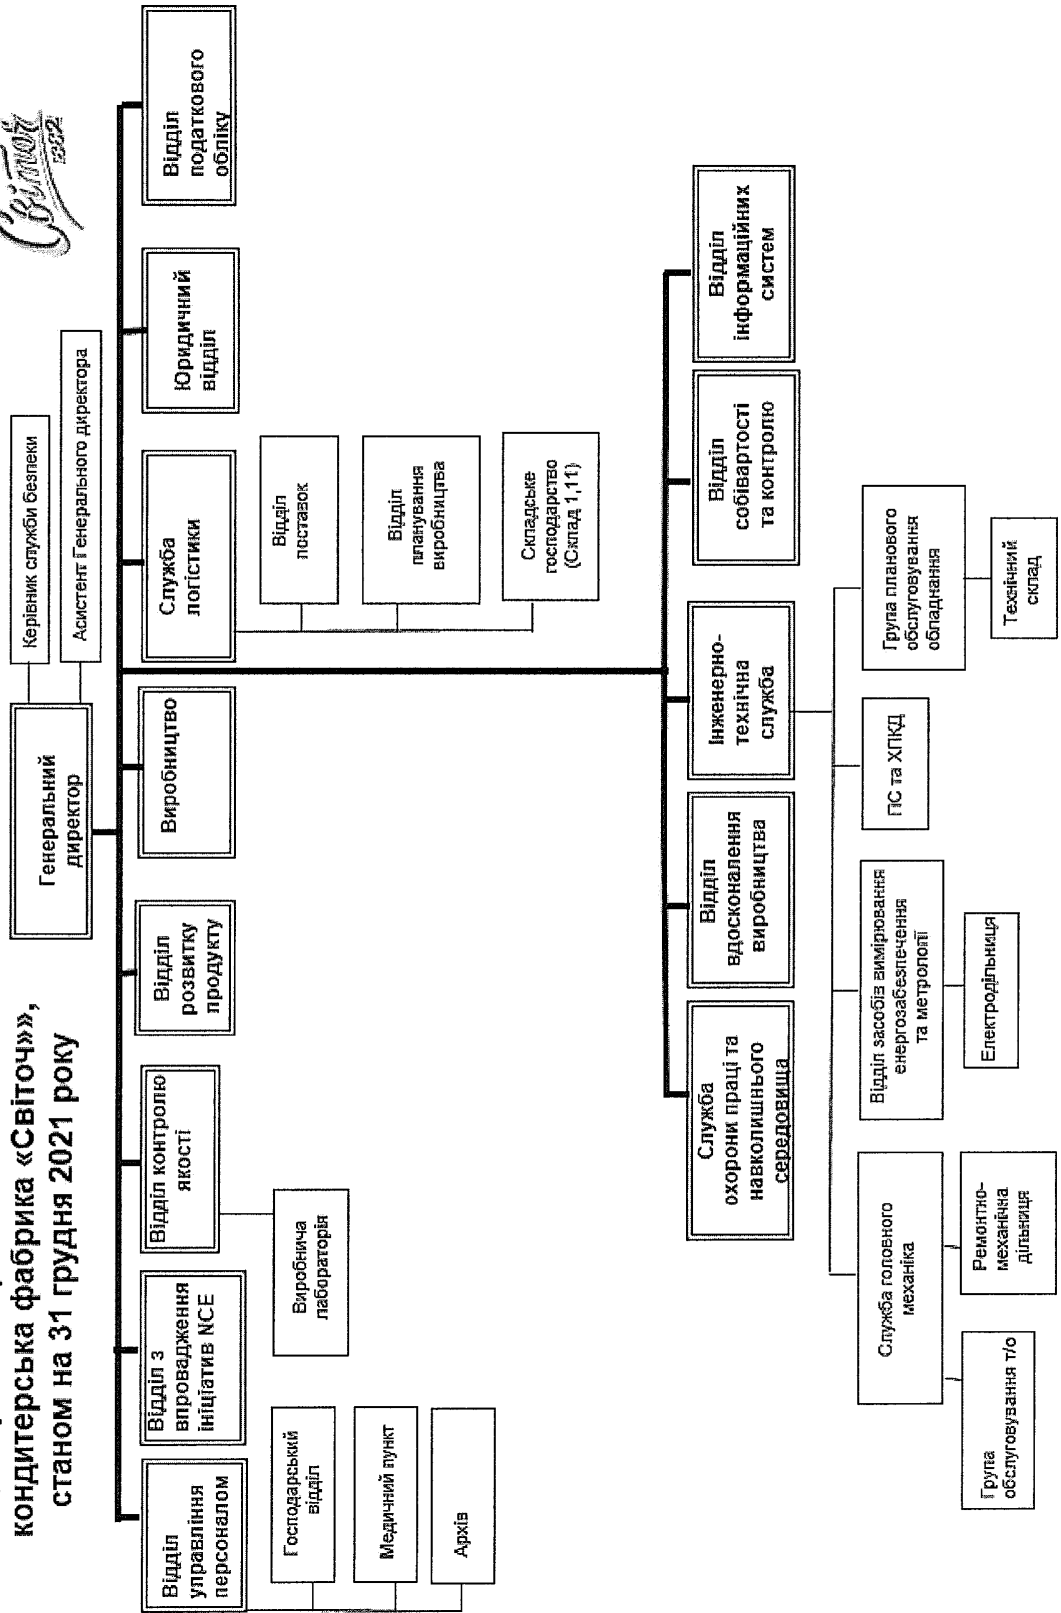 кондитерська фабрика «Світоч»»,
станом на 31 грудня 2021 року
Світоч
1882
Генеральний
директор
Керівник служби безпеки
Асистент Генерального директора
Відділ
управління
персоналом
Відділ з
впровадження
ініціатив NCE
Відділ контролю
якості
Відділ
розвитку
продукту
Виробництво
Служба
логістики
Юридичний
відділ
Відділ
податкового
обліку
Господарський
відділ
Медичний пункт
Архів
Виробнича
лабораторія
Відділ
поставок
Відділ
планування
виробництва
Складське
господарство
(Склад 1,11)
Служба
охорони праці та
навколишнього
середовища
Відділ
вдосконалення
виробництва
Інженерно-
технічна
служба
Відділ
собівартості
та контролю
Відділ
інформаційних
систем
Служба головного
механіка
Відділ засобів вимірювання
енергозабезпечення
та метрології
ПС та ХПКД
Група планового
обслуговування
обладнання
Група
обслуговування т/о
Ремонтно-
механічна
дільниця
Електродільниця
Технічний
склад